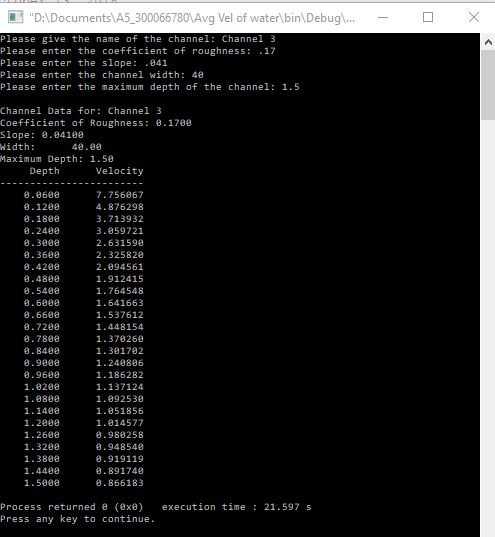 "D:\Documents\A5_300066780\Avg Vel of water\bin\Debug\...
Please give the name of the channel: Channel 3
Please enter the coefficient of roughness: .17
Please enter the slope: .041
Please enter the channel width: 40
Please enter the maximum depth of the channel: 1.5
Channel Data for: Channel 3
Coefficient of Roughness: 0.1700
Slope: 0.04100
Width: 40.00
Maximum Depth: 1.50
Depth Velocity
------------------------
0.0600 7.756067
0.1200 4.876298
0.1800 3.713932
0.2400 3.059721
0.3000 2.631590
0.3600 2.325820
0.4200 2.094561
0.4800 1.912415
0.5400 1.764548
0.6000 1.641663
0.6600 1.537612
0.7200 1.448154
0.7800 1.370260
0.8400 1.301702
0.9000 1.240806
0.9600 1.186282
1.0200 1.137124
1.0800 1.092530
1.1400 1.051856
1.2000 1.014577
1.2600 0.980258
1.3200 0.948540
1.3800 0.919119
1.4400 0.891740
1.5000 0.866183
Process returned 0 (0x0) execution time : 21.597 s
Press any key to continue.